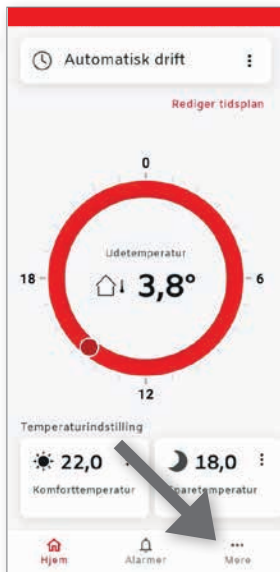 Automatisk drift
Rediger tidsplan
0
Udetemperatur
18
3,8°
6
12
Temperaturindstilling
22,0
18,0
Komforttemperatur
Sparetemperatur
Hjem
Alarmer
Mere